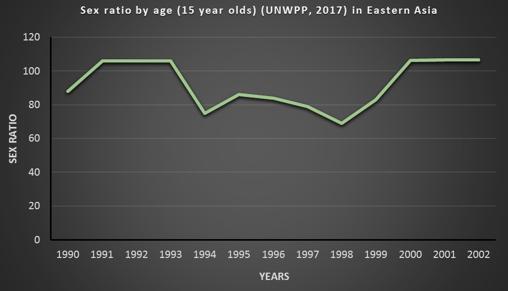 Sex ratio by age (15 year olds) (UNWPP, 2017) in Eastern Asia
120
100
80
60
40
20
0
SEX RATIO
1990 1991 1992 1993 1994 1995 1996 1997 1998 1999 2000 2001 2002
YEARS